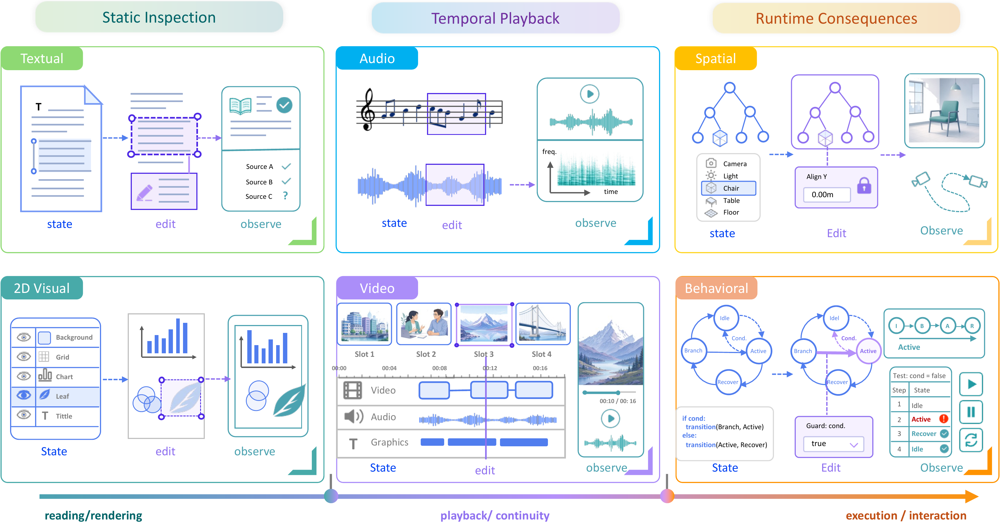 Static Inspection
Temporal Playback
Runtime Consequences
Textual
T
Source A
Source B
Source C ?
state
edit
observe
Audio
freq.
time
state
edit
observe
Spatial
Camera
Light
Chair
Table
Floor
Align Y
0.00m
state
Edit
Observe
2D Visual
Background
Grid
Chart
Leaf
T Tittle
State
edit
observe
Video
Slot 1
Slot 2
Slot 3
Slot 4
00:00
00:04
00:08
00:12
00:16
Video
Audio
T Graphics
00:10 / 00: 16
State
edit
observe
Behavioral
Idle
Cond.
Branch
Active
Recover
if cond:
transition(Branch, Active)
else:
transition(Active, Recover)
Idel
Cond.
Branch
Active
Recover
Guard: cond.
true
I B A R
Active
Test: cond = false
Step State
1 Idle
2 Active !
3 Recover
4 Idle
State
Edit
Observe
reading/rendering
playback/ continuity
execution / interaction